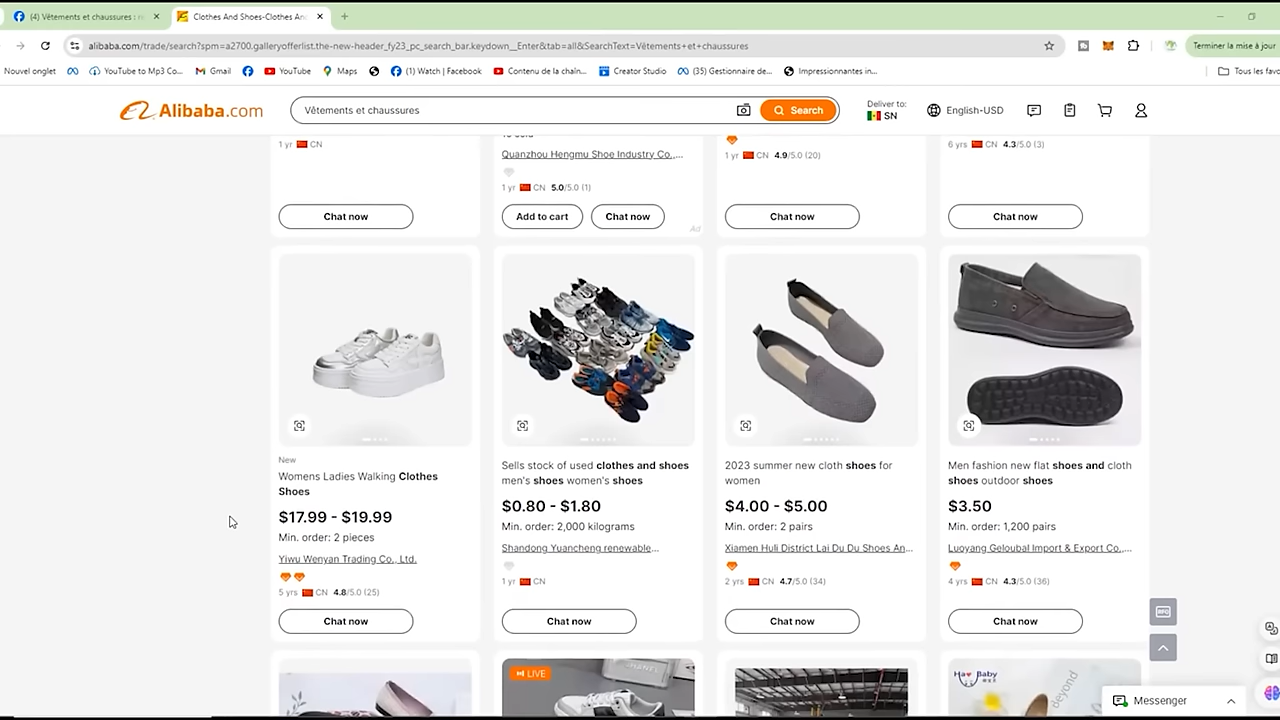 (4) Vêtements et chaussures :
Clothes And Shoes-Clothes An
alibaba.com/trade/search?spm=a2700.galleryofferlist.the-new-header_fy23_pc_search_bar.keydown__Enter&tab=all&SearchText=Vêtements+et+chaussures
Terminer la mise à jour
Nouvel onglet
YouTube to Mp3 Co...
Gmail
YouTube
Maps
(1) Watch | Facebook
Contenu de la chaîn...
Creator Studio
(35) Gestionnaire de...
Impressionnantes in...
Tous les favo
Alibaba.com
Vêtements et chaussures
Search
Deliver to:
SN
English-USD
1 yr CN
Quanzhou Hengmu Shoe Industry Co.,...
1 yr CN 5.0/5.0 (1)
1 yr CN 4.9/5.0 (20)
6 yrs CN 4.3/5.0 (3)
Chat now
Add to cart
Chat now
Chat now
Chat now
Ad
New
Womens Ladies Walking Clothes
Shoes
$17.99 - $19.99
Min. order: 2 pieces
Yiwu Wenyan Trading Co., Ltd.
5 yrs CN 4.8/5.0 (25)
Chat now
Sells stock of used clothes and shoes
men's shoes women's shoes
$0.80 - $1.80
Min. order: 2,000 kilograms
Shandong Yuancheng renewable...
1 yr CN
Chat now
2023 summer new cloth shoes for
women
$4.00 - $5.00
Min. order: 2 pairs
Xiamen Huli District Lai Du Du Shoes An...
2 yrs CN 4.7/5.0 (34)
Chat now
Men fashion new flat shoes and cloth
shoes outdoor shoes
$3.50
Min. order: 1,200 pairs
Luoyang Geloubal Import & Export Co.,...
4 yrs CN 4.3/5.0 (36)
Chat now
RFQ
LIVE
CHANEL
Hao Baby
beyond
Messenger